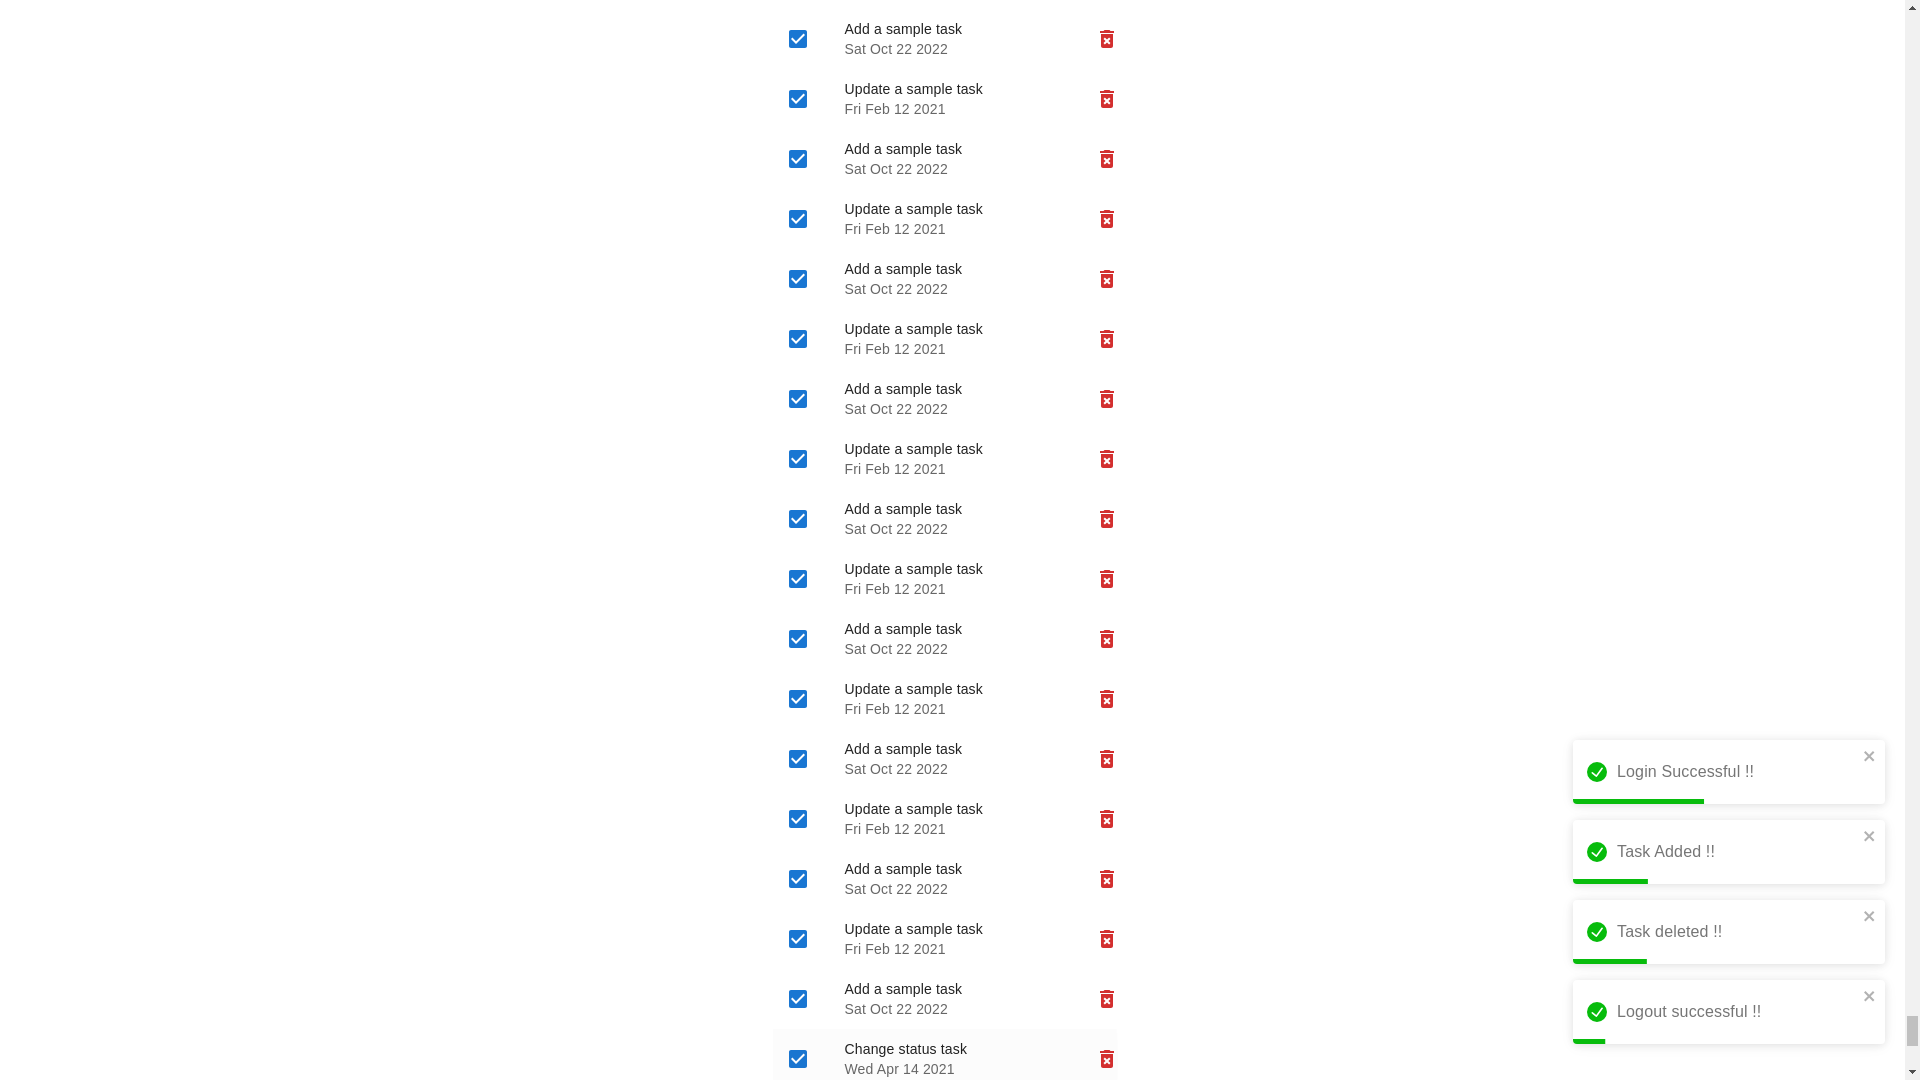 Add a sample task
Sat Oct 22 2022
Update a sample task
Fri Feb 12 2021
Add a sample task
Sat Oct 22 2022
Update a sample task
Fri Feb 12 2021
Add a sample task
Sat Oct 22 2022
Update a sample task
Fri Feb 12 2021
Add a sample task
Sat Oct 22 2022
Update a sample task
Fri Feb 12 2021
Add a sample task
Sat Oct 22 2022
Update a sample task
Fri Feb 12 2021
Add a sample task
Sat Oct 22 2022
Update a sample task
Fri Feb 12 2021
Add a sample task
Sat Oct 22 2022
Update a sample task
Fri Feb 12 2021
Add a sample task
Sat Oct 22 2022
Update a sample task
Fri Feb 12 2021
Add a sample task
Sat Oct 22 2022
Change status task
Wed Apr 14 2021
Login Successful !!
Task Added !!
Task deleted !!
Logout successful !!